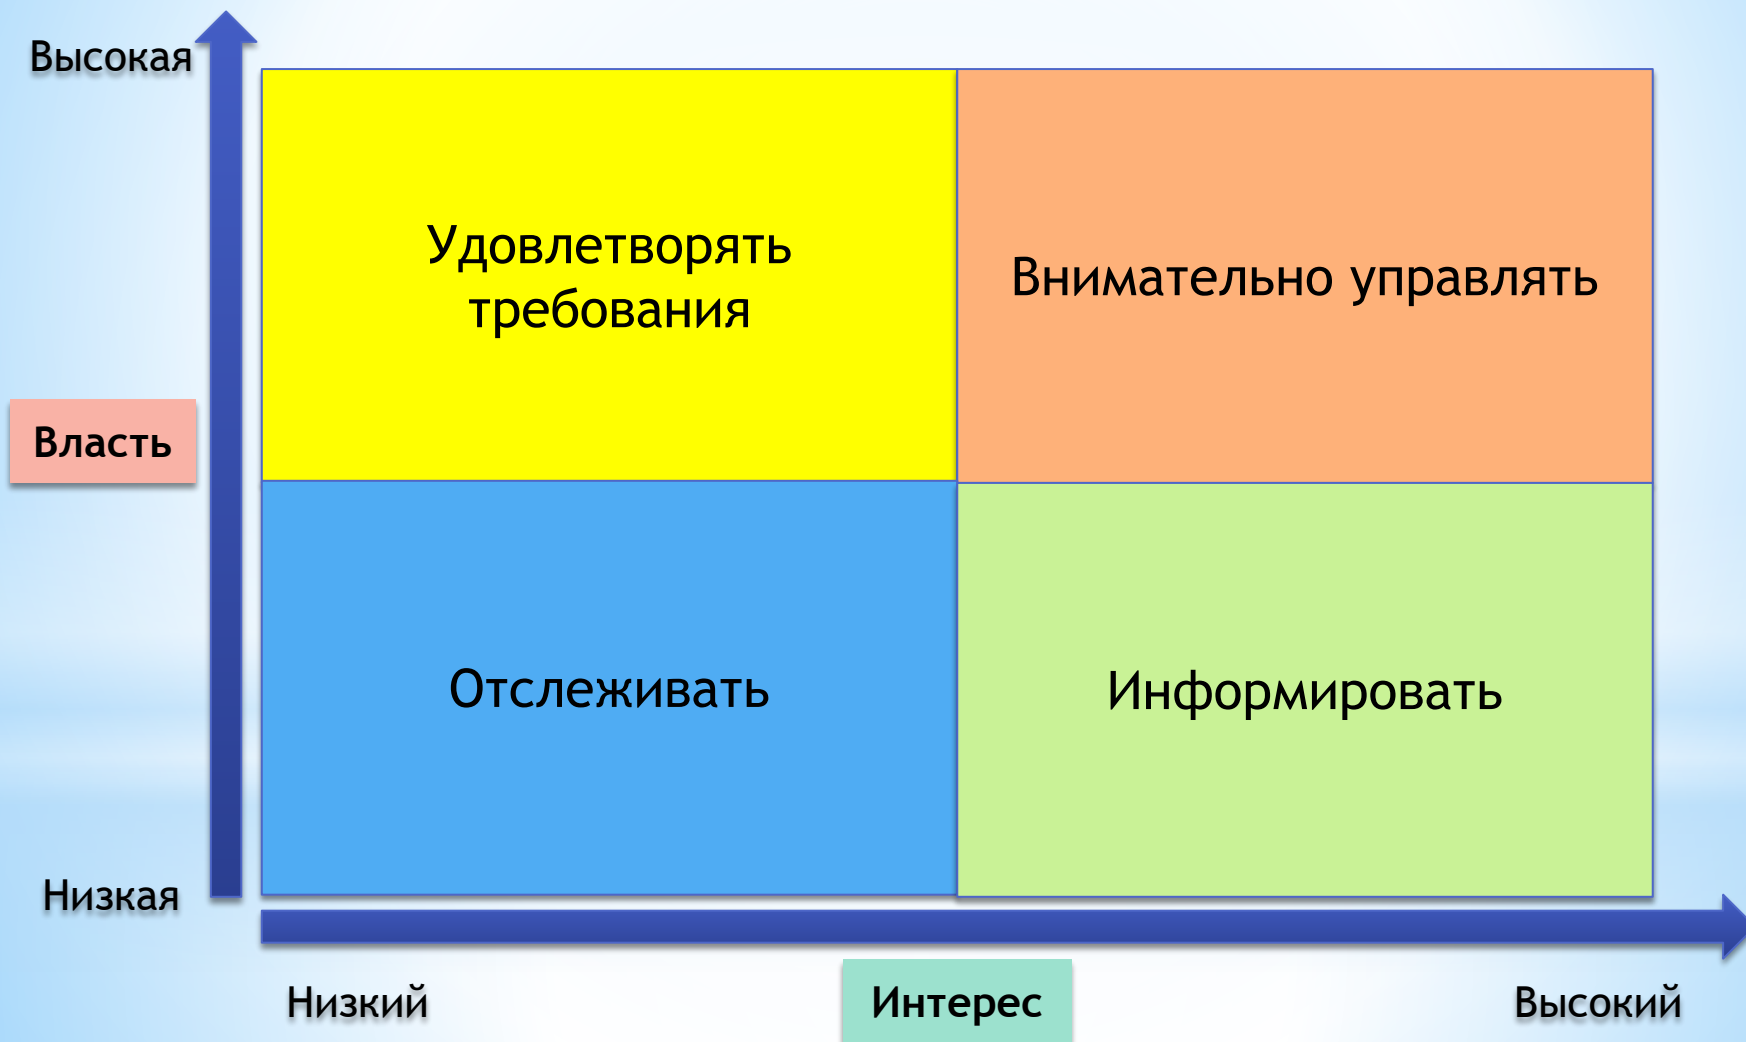 Высокая
Удовлетворять
требования
Внимательно управлять
Власть
Отслеживать
Информировать
Низкая
Низкий
Интерес
Высокий